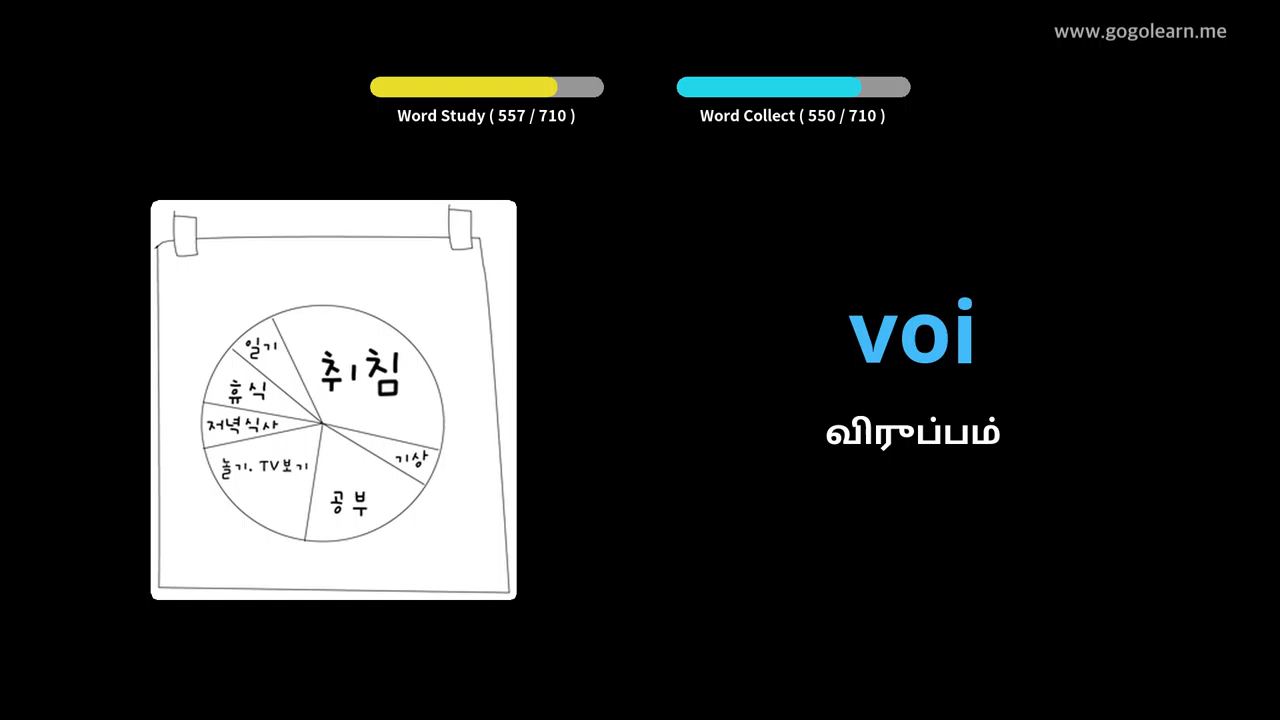 www.gogolearn.me
Word Study ( 557 / 710 )
Word Collect ( 550 / 710 )
일기
취침
휴식
저녁식사
놀기. TV보기
기상
공부
voi
விருப்பம்